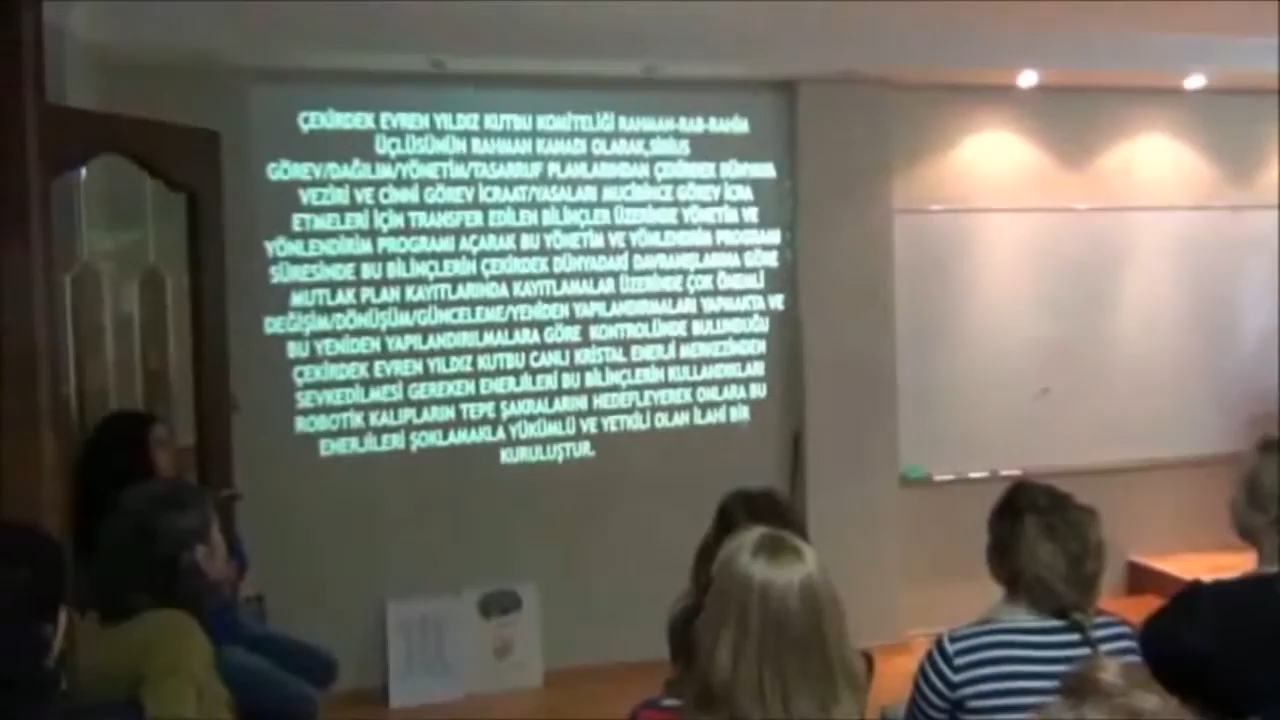 ÇEKİRDEK EVREN YILDIZ KUTBU KOMİTELİĞİ RAHMAN-RAB-RAHİM
ÜÇLÜSÜNÜN RAHMAN KANADI OLARAK,SİRİUS
GÖREV/DAĞILIM/YÖNETİM/TASARRUF PLANLARINDAN ÇEKİRDEK DÜNYAYA
VEZİRİ VE CİNNİ GÖREV İCRAAT/YASALARI MUCİBİNCE GÖREV İCRA
ETMELERİ İÇİN TRANSFER EDİLEN BİLİNÇLER ÜZERİNDE YÖNETİM VE
YÖNLENDİRİM PROGRAMI AÇARAK BU YÖNETİM VE YÖNLENDİRİM PROGRAMI
SÜRESİNDE BU BİLİNÇLERİN ÇEKİRDEK DÜNYADAKİ DAVRANIŞLARINA GÖRE
MUTLAK PLAN KAYITLARINDA KAYITLAMALAR ÜZERİNDE ÇOK ÖNEMLİ
DEĞİŞİM/DÖNÜŞÜM/GÜNCELEME/YENİDEN YAPILANDIRMALARI YAPMAKTA VE
BU YENİDEN YAPILANDIRILMALARA GÖRE KONTROLÜNDE BULUNDUĞU
ÇEKİRDEK EVREN YILDIZ KUTBU CANLI KRİSTAL ENERJİ MERKEZİNDEN
SEVKEDİLMESİ GEREKEN ENERJİLERİ BU BİLİNÇLERİN KULLANDIKLARI
ROBOTİK KALIPLARIN TEPE ŞAKRALARINI HEDEFLEYEREK ONLARA BU
ENERJİLERİ ŞOKLAMAKLA YÜKÜMLÜ VE YETKİLİ OLAN İLAHİ BİR
KURULUŞTUR.